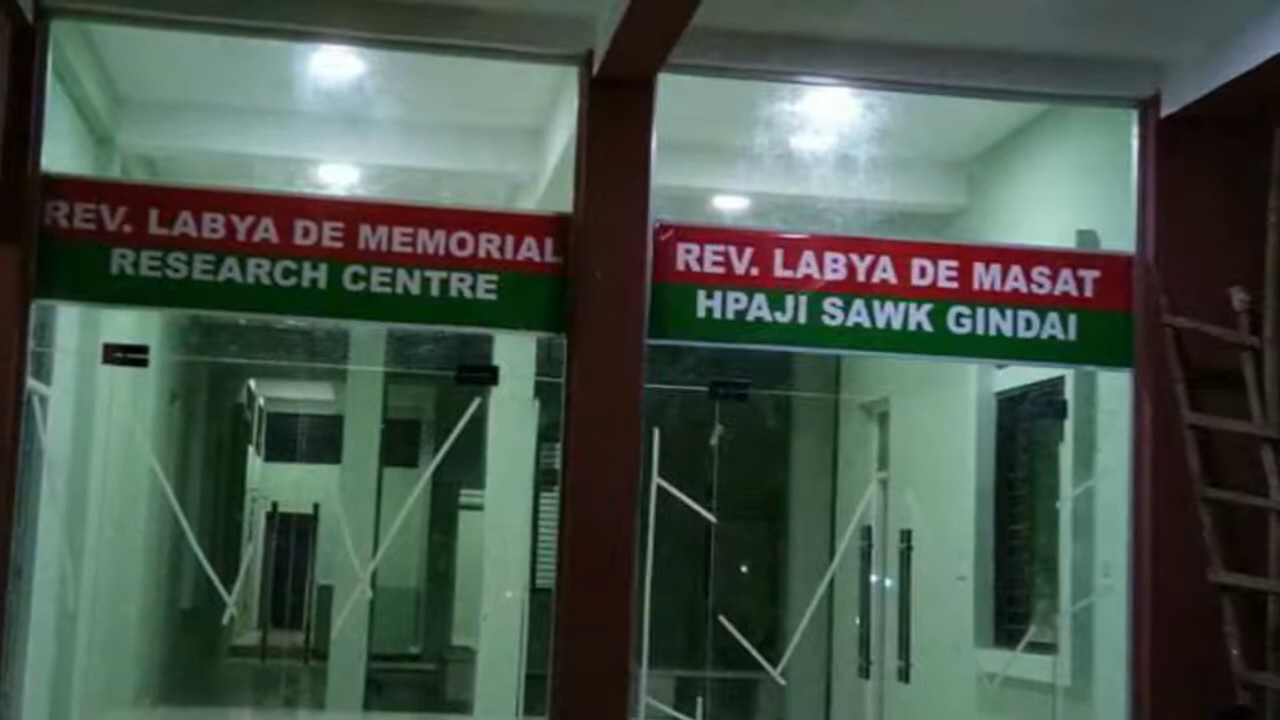 REV. LABYA DE MEMORIAL
RESEARCH CENTRE
REV. LABYA DE MASAT
HPAJI SAWK GINDAI